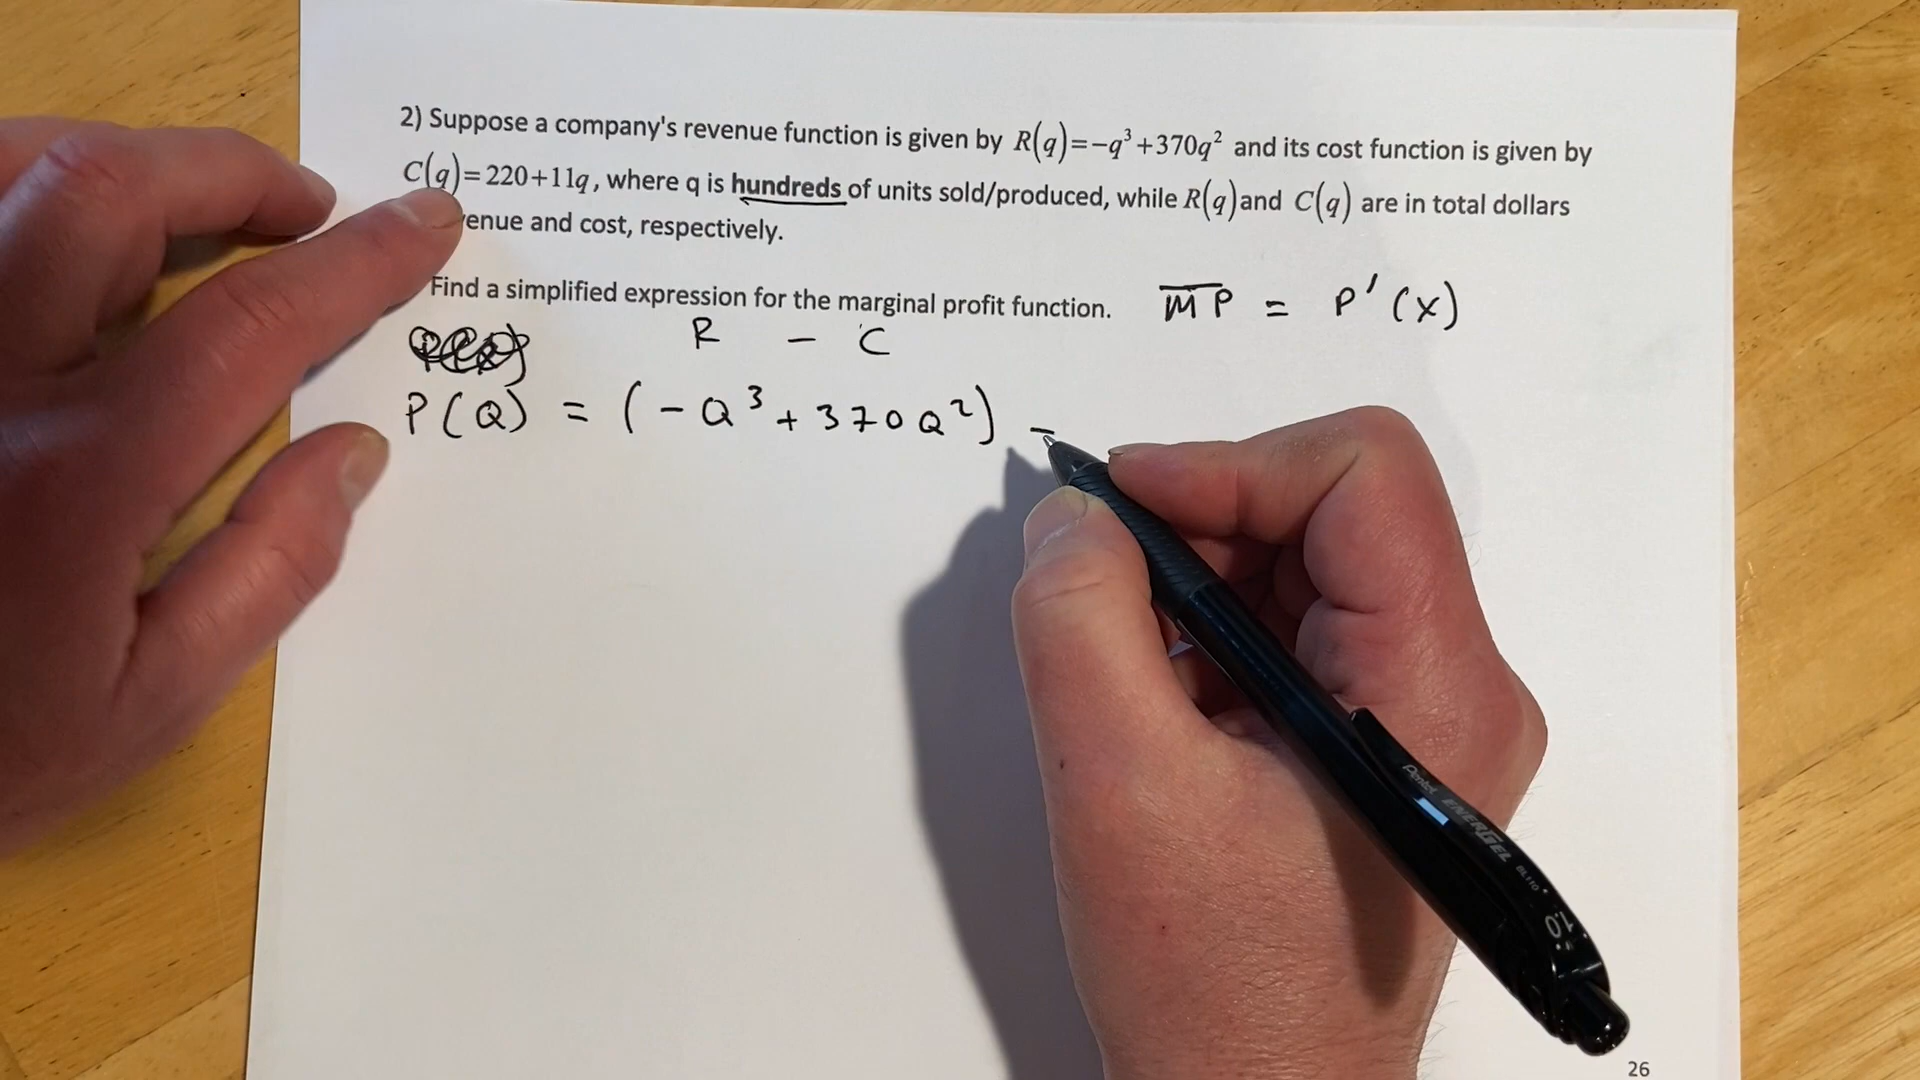 2) Suppose a company's revenue function is given by R(q)=−q³+370q² and its cost function is given by
C(q)=220+11q, where q is hundreds of units sold/produced, while R(q)and C(q) are in total dollars
enue and cost, respectively.
Find a simplified expression for the marginal profit function. MP = P'(x)
R − C
P(Q) = (−Q³+370Q²) −
Pentel ENERGEL BL110
1.0
26